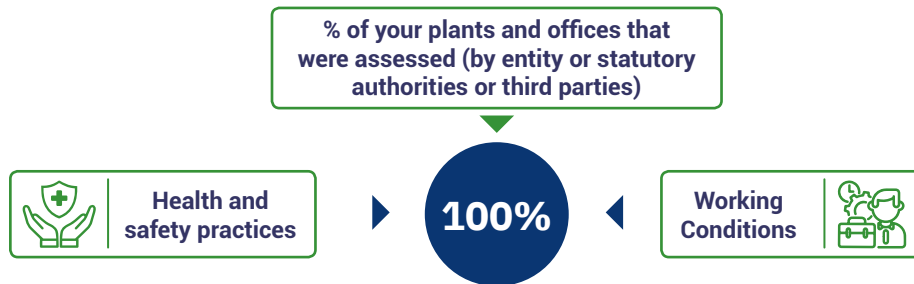 % of your plants and offices that
were assessed (by entity or statutory
authorities or third parties)
Health and
safety practices
100%
Working
Conditions